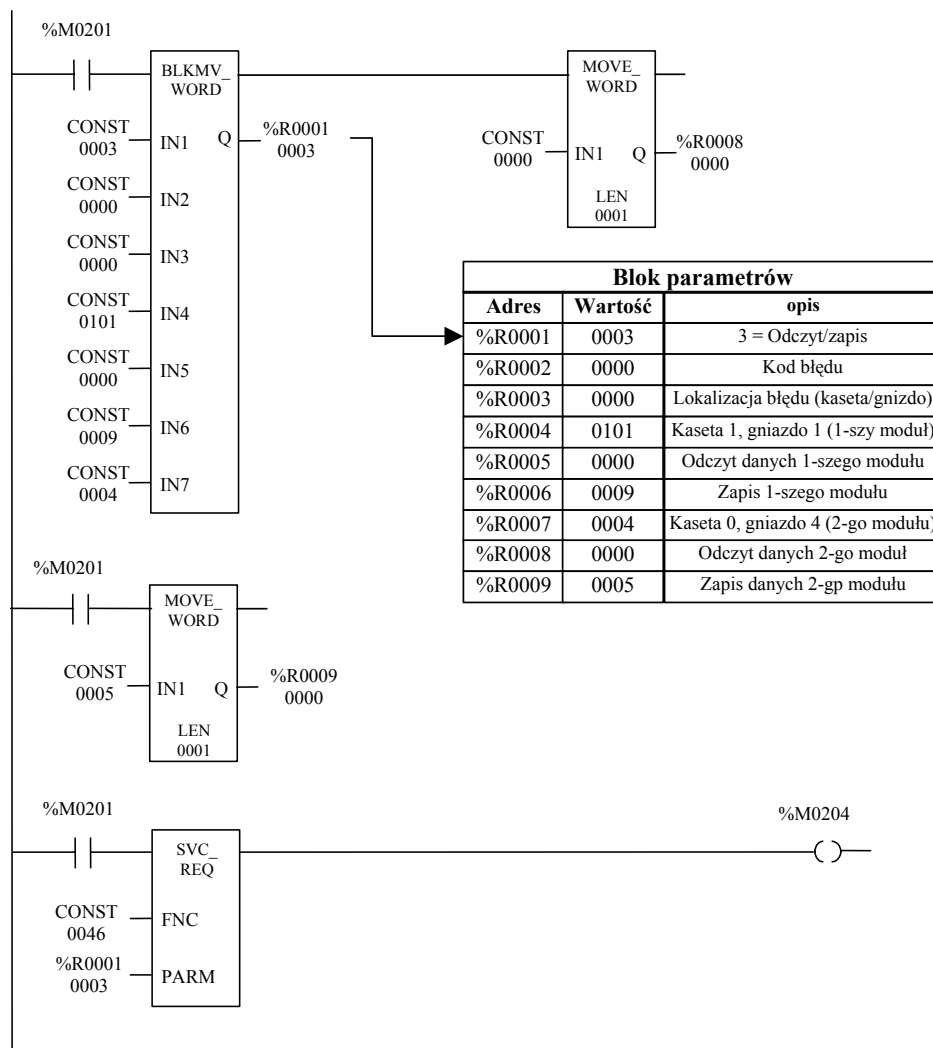 %M0201
BLKMV_
WORD
MOVE_
WORD
CONST
0003
IN1
Q
%R0001
0003
CONST
0000
IN1
Q
%R0008
0000
LEN
0001
CONST
0000
IN2
CONST
0000
IN3
CONST
0101
IN4
CONST
0000
IN5
CONST
0009
IN6
CONST
0004
IN7
Blok parametrów
Adres Wartość opis
%R0001 0003 3 = Odczyt/zapis
%R0002 0000 Kod błędu
%R0003 0000 Lokalizacja błędu (kaseta/gnizdo)
%R0004 0101 Kaseta 1, gniazdo 1 (1-szy moduł)
%R0005 0000 Odczyt danych 1-szego modułu
%R0006 0009 Zapis 1-szego modułu
%R0007 0004 Kaseta 0, gniazdo 4 (2-go modułu)
%R0008 0000 Odczyt danych 2-go moduł
%R0009 0005 Zapis danych 2-gp modułu
%M0201
MOVE_
WORD
CONST
0005
IN1
Q
%R0009
0000
LEN
0001
%M0201
%M0204
SVC_
REQ
CONST
0046
FNC
%R0001
0003
PARM